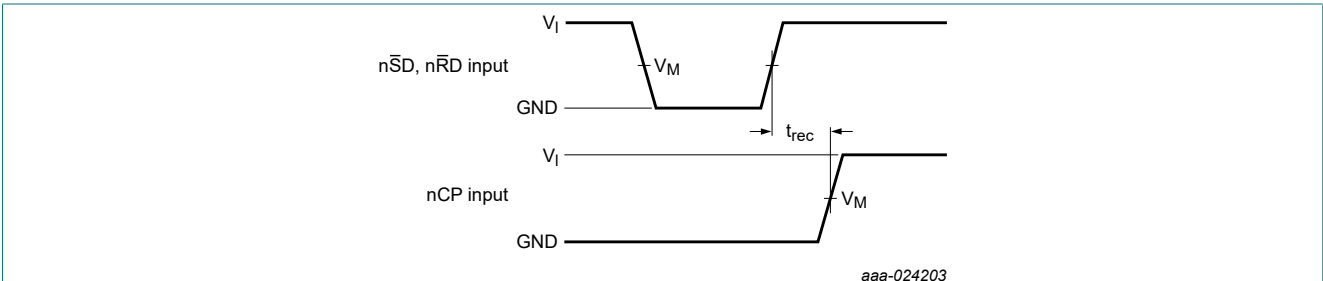 V_I
nS̅D, nR̅D input
V_M
GND
t_rec
V_I
nCP input
V_M
GND
aaa-024203